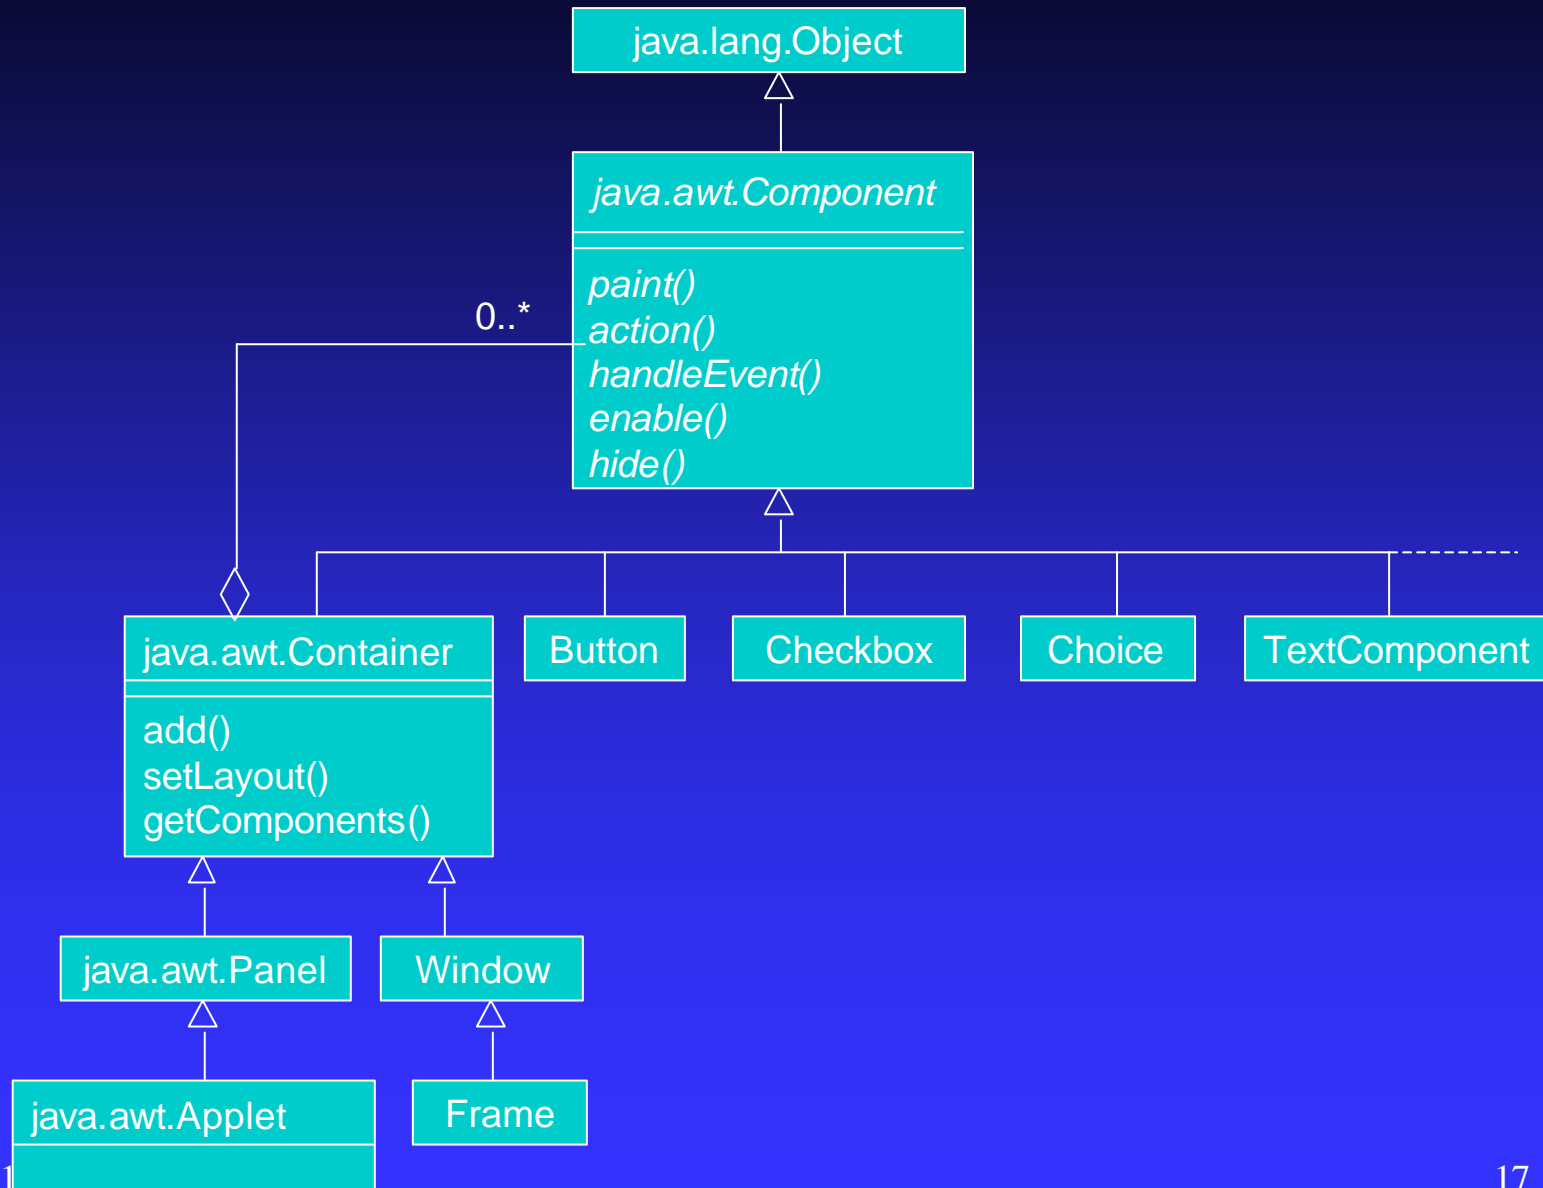 java.lang.Object
java.awt.Component
paint()
action()
handleEvent()
enable()
hide()
0..*
java.awt.Container
add()
setLayout()
getComponents()
Button
Checkbox
Choice
TextComponent
java.awt.Panel
Window
java.awt.Applet
Frame
17